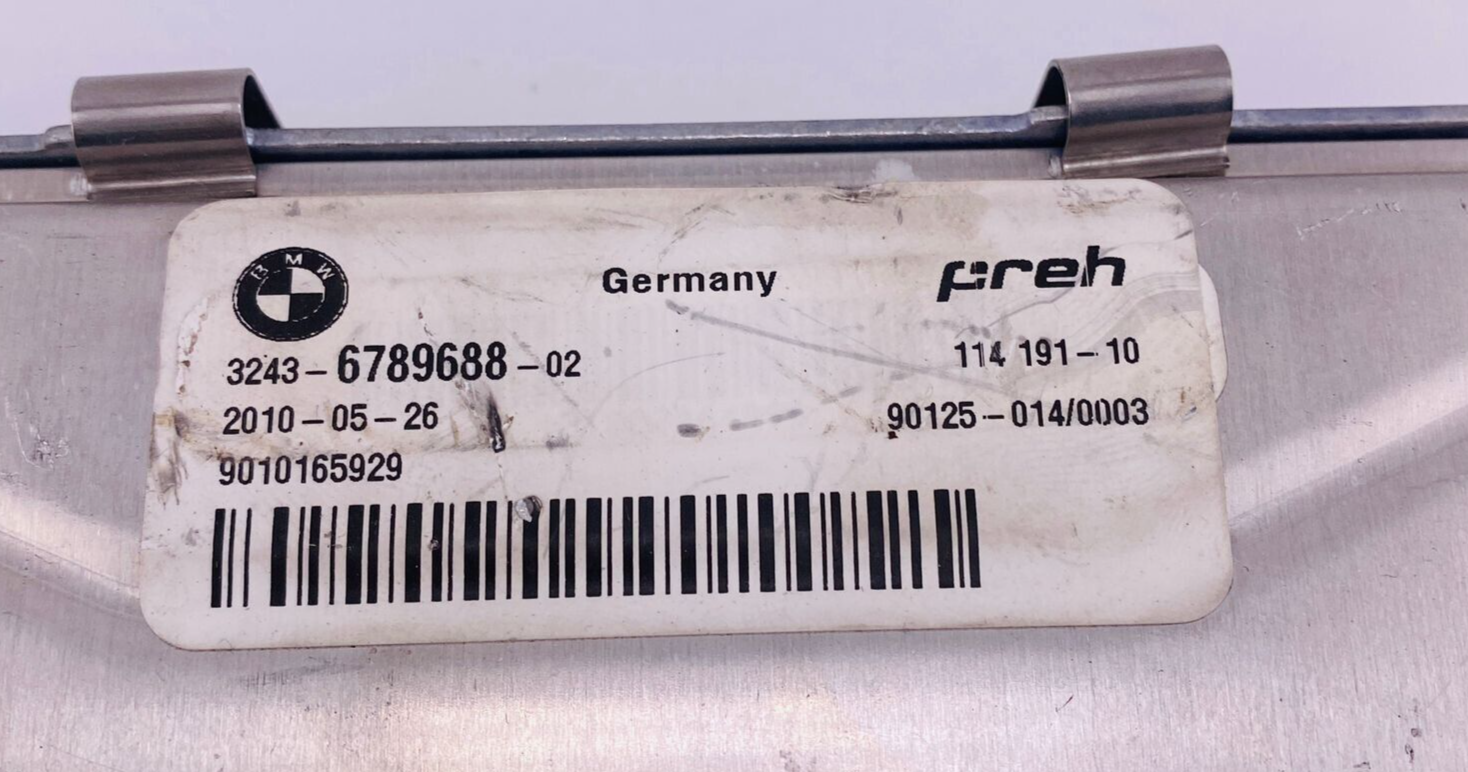 BMW
Germany
preh
3243-6789688-02
114 191-10
2010-05-26
90125-014/0003
9010165929